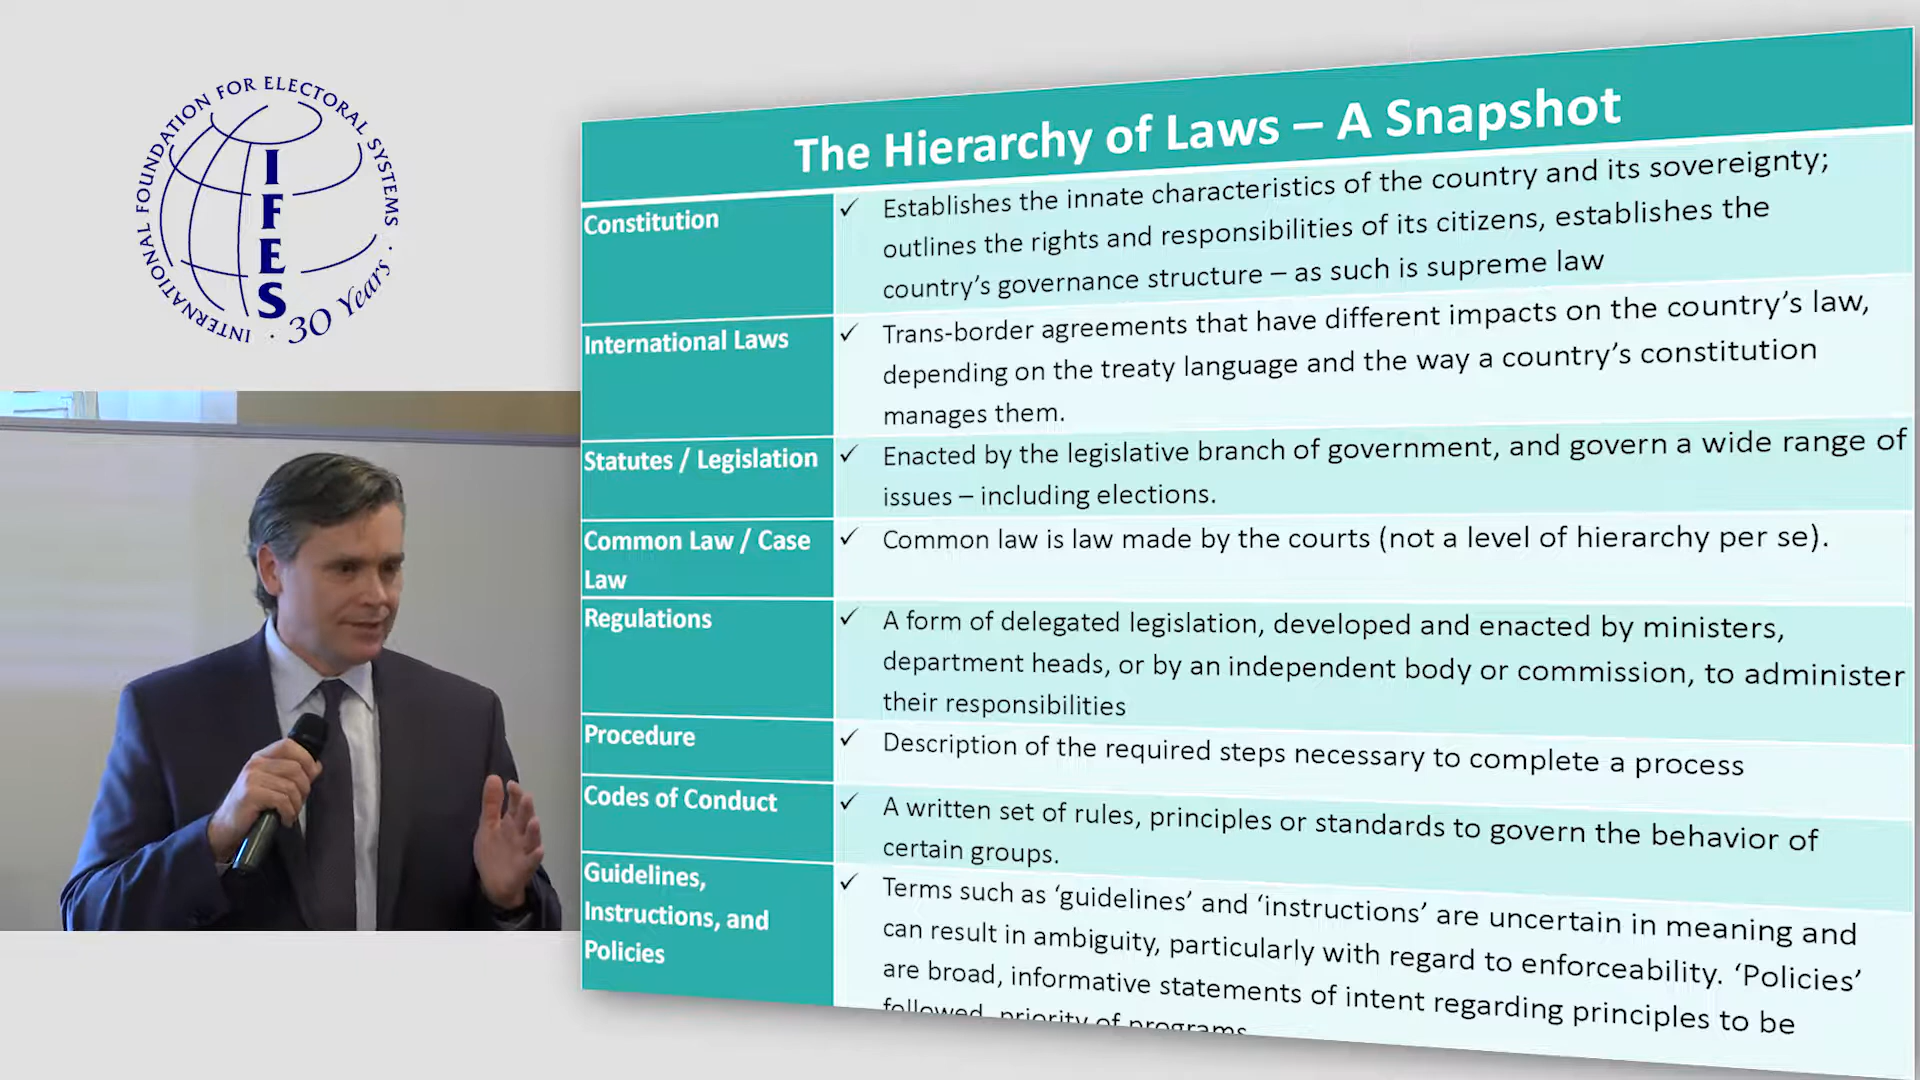 INTERNATIONAL FOUNDATION FOR ELECTORAL SYSTEMS
IFES
30 Years
The Hierarchy of Laws – A Snapshot
Constitution
✓ Establishes the innate characteristics of the country and its sovereignty;
outlines the rights and responsibilities of its citizens, establishes the
country’s governance structure – as such is supreme law
International Laws
✓ Trans-border agreements that have different impacts on the country’s law,
depending on the treaty language and the way a country’s constitution
manages them.
Statutes / Legislation
✓ Enacted by the legislative branch of government, and govern a wide range of
issues – including elections.
Common Law / Case
Law
✓ Common law is law made by the courts (not a level of hierarchy per se).
Regulations
✓ A form of delegated legislation, developed and enacted by ministers,
department heads, or by an independent body or commission, to administer
their responsibilities
Procedure
✓ Description of the required steps necessary to complete a process
Codes of Conduct
✓ A written set of rules, principles or standards to govern the behavior of
certain groups.
Guidelines,
Instructions, and
Policies
✓ Terms such as ‘guidelines’ and ‘instructions’ are uncertain in meaning and
can result in ambiguity, particularly with regard to enforceability. ‘Policies’
are broad, informative statements of intent regarding principles to be
followed, priority of programs